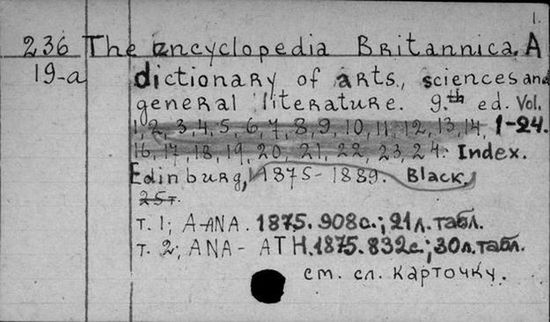 1.
236 The Encyclopedia Britannica. A
19-a dictionary of arts, sciences and
general literature. 9.th ed. Vol.
1, 2, 3, 4, 5, 6, 7, 8, 9, 10, 11, 12, 13, 14, 1-24.
16, 17, 18, 19, 20, 21, 22, 23, 24. Index.
Edinburg, 1875-1889. Black,
25т.
т. 1; A-ANA. 1875. 908с.; 21л. табл.
т. 2; ANA-ATH. 1875. 832с.; 30л. табл.
см. сл. карточку.